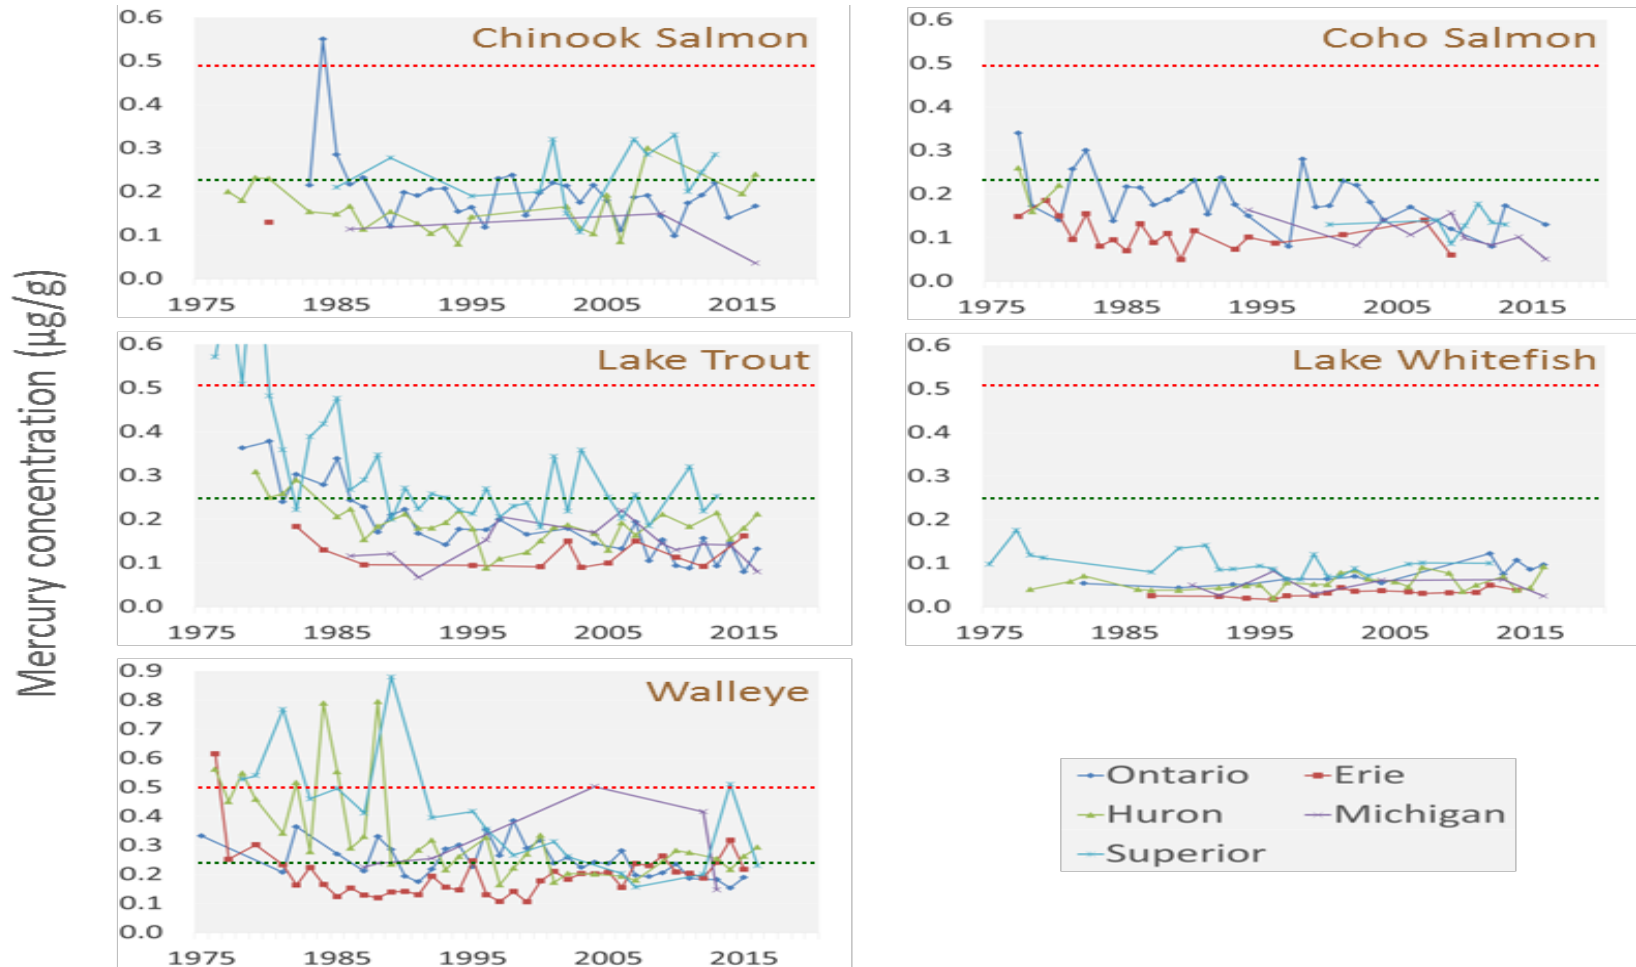 Mercury concentration (µg/g)
Chinook Salmon
0.6
0.5
0.4
0.3
0.2
0.1
0.0
1975 1985 1995 2005 2015
Coho Salmon
0.6
0.5
0.4
0.3
0.2
0.1
0.0
1975 1985 1995 2005 2015
Lake Trout
0.6
0.5
0.4
0.3
0.2
0.1
0.0
1975 1985 1995 2005 2015
Lake Whitefish
0.6
0.5
0.4
0.3
0.2
0.1
0.0
1975 1985 1995 2005 2015
Walleye
0.9
0.8
0.7
0.6
0.5
0.4
0.3
0.2
0.1
0.0
1975 1985 1995 2005 2015
Ontario Erie
Huron Michigan
Superior